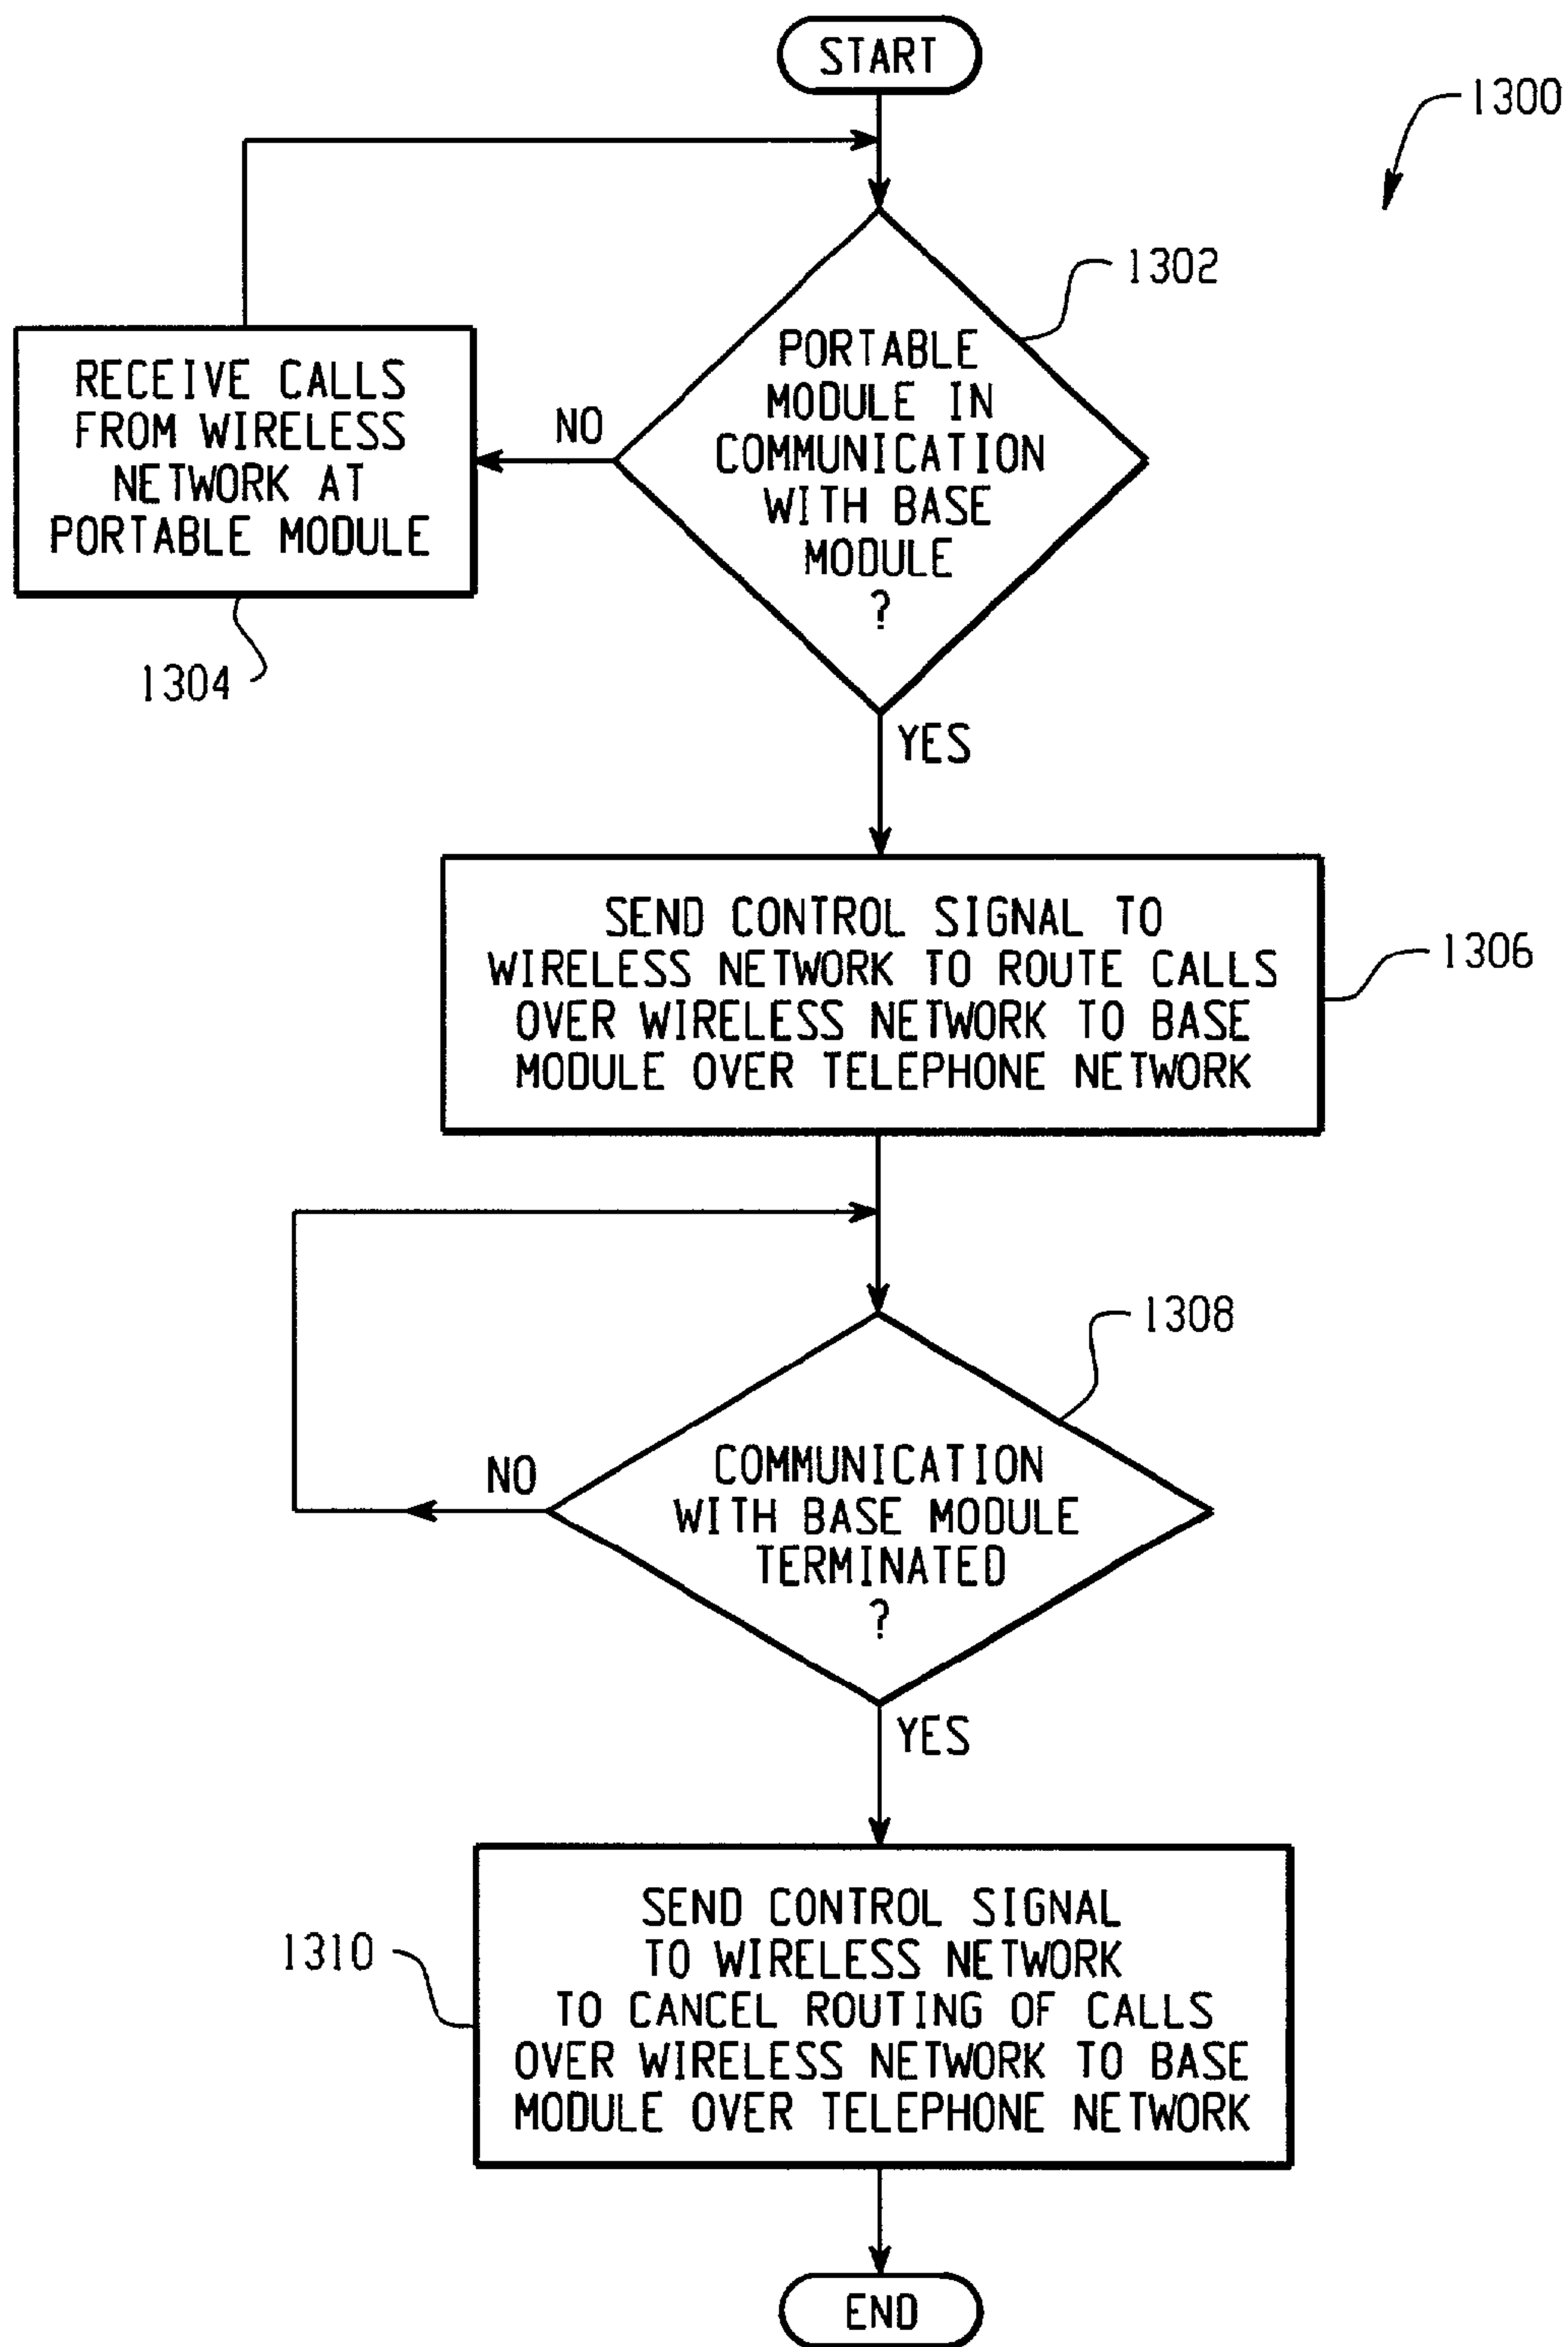 START
1300
1302
PORTABLE
MODULE IN
COMMUNICATION
WITH BASE
MODULE
?
NO
RECEIVE CALLS
FROM WIRELESS
NETWORK AT
PORTABLE MODULE
1304
YES
SEND CONTROL SIGNAL TO
WIRELESS NETWORK TO ROUTE CALLS
OVER WIRELESS NETWORK TO BASE
MODULE OVER TELEPHONE NETWORK
1306
1308
COMMUNICATION
WITH BASE MODULE
TERMINATED
?
NO
YES
1310
SEND CONTROL SIGNAL
TO WIRELESS NETWORK
TO CANCEL ROUTING OF CALLS
OVER WIRELESS NETWORK TO BASE
MODULE OVER TELEPHONE NETWORK
END